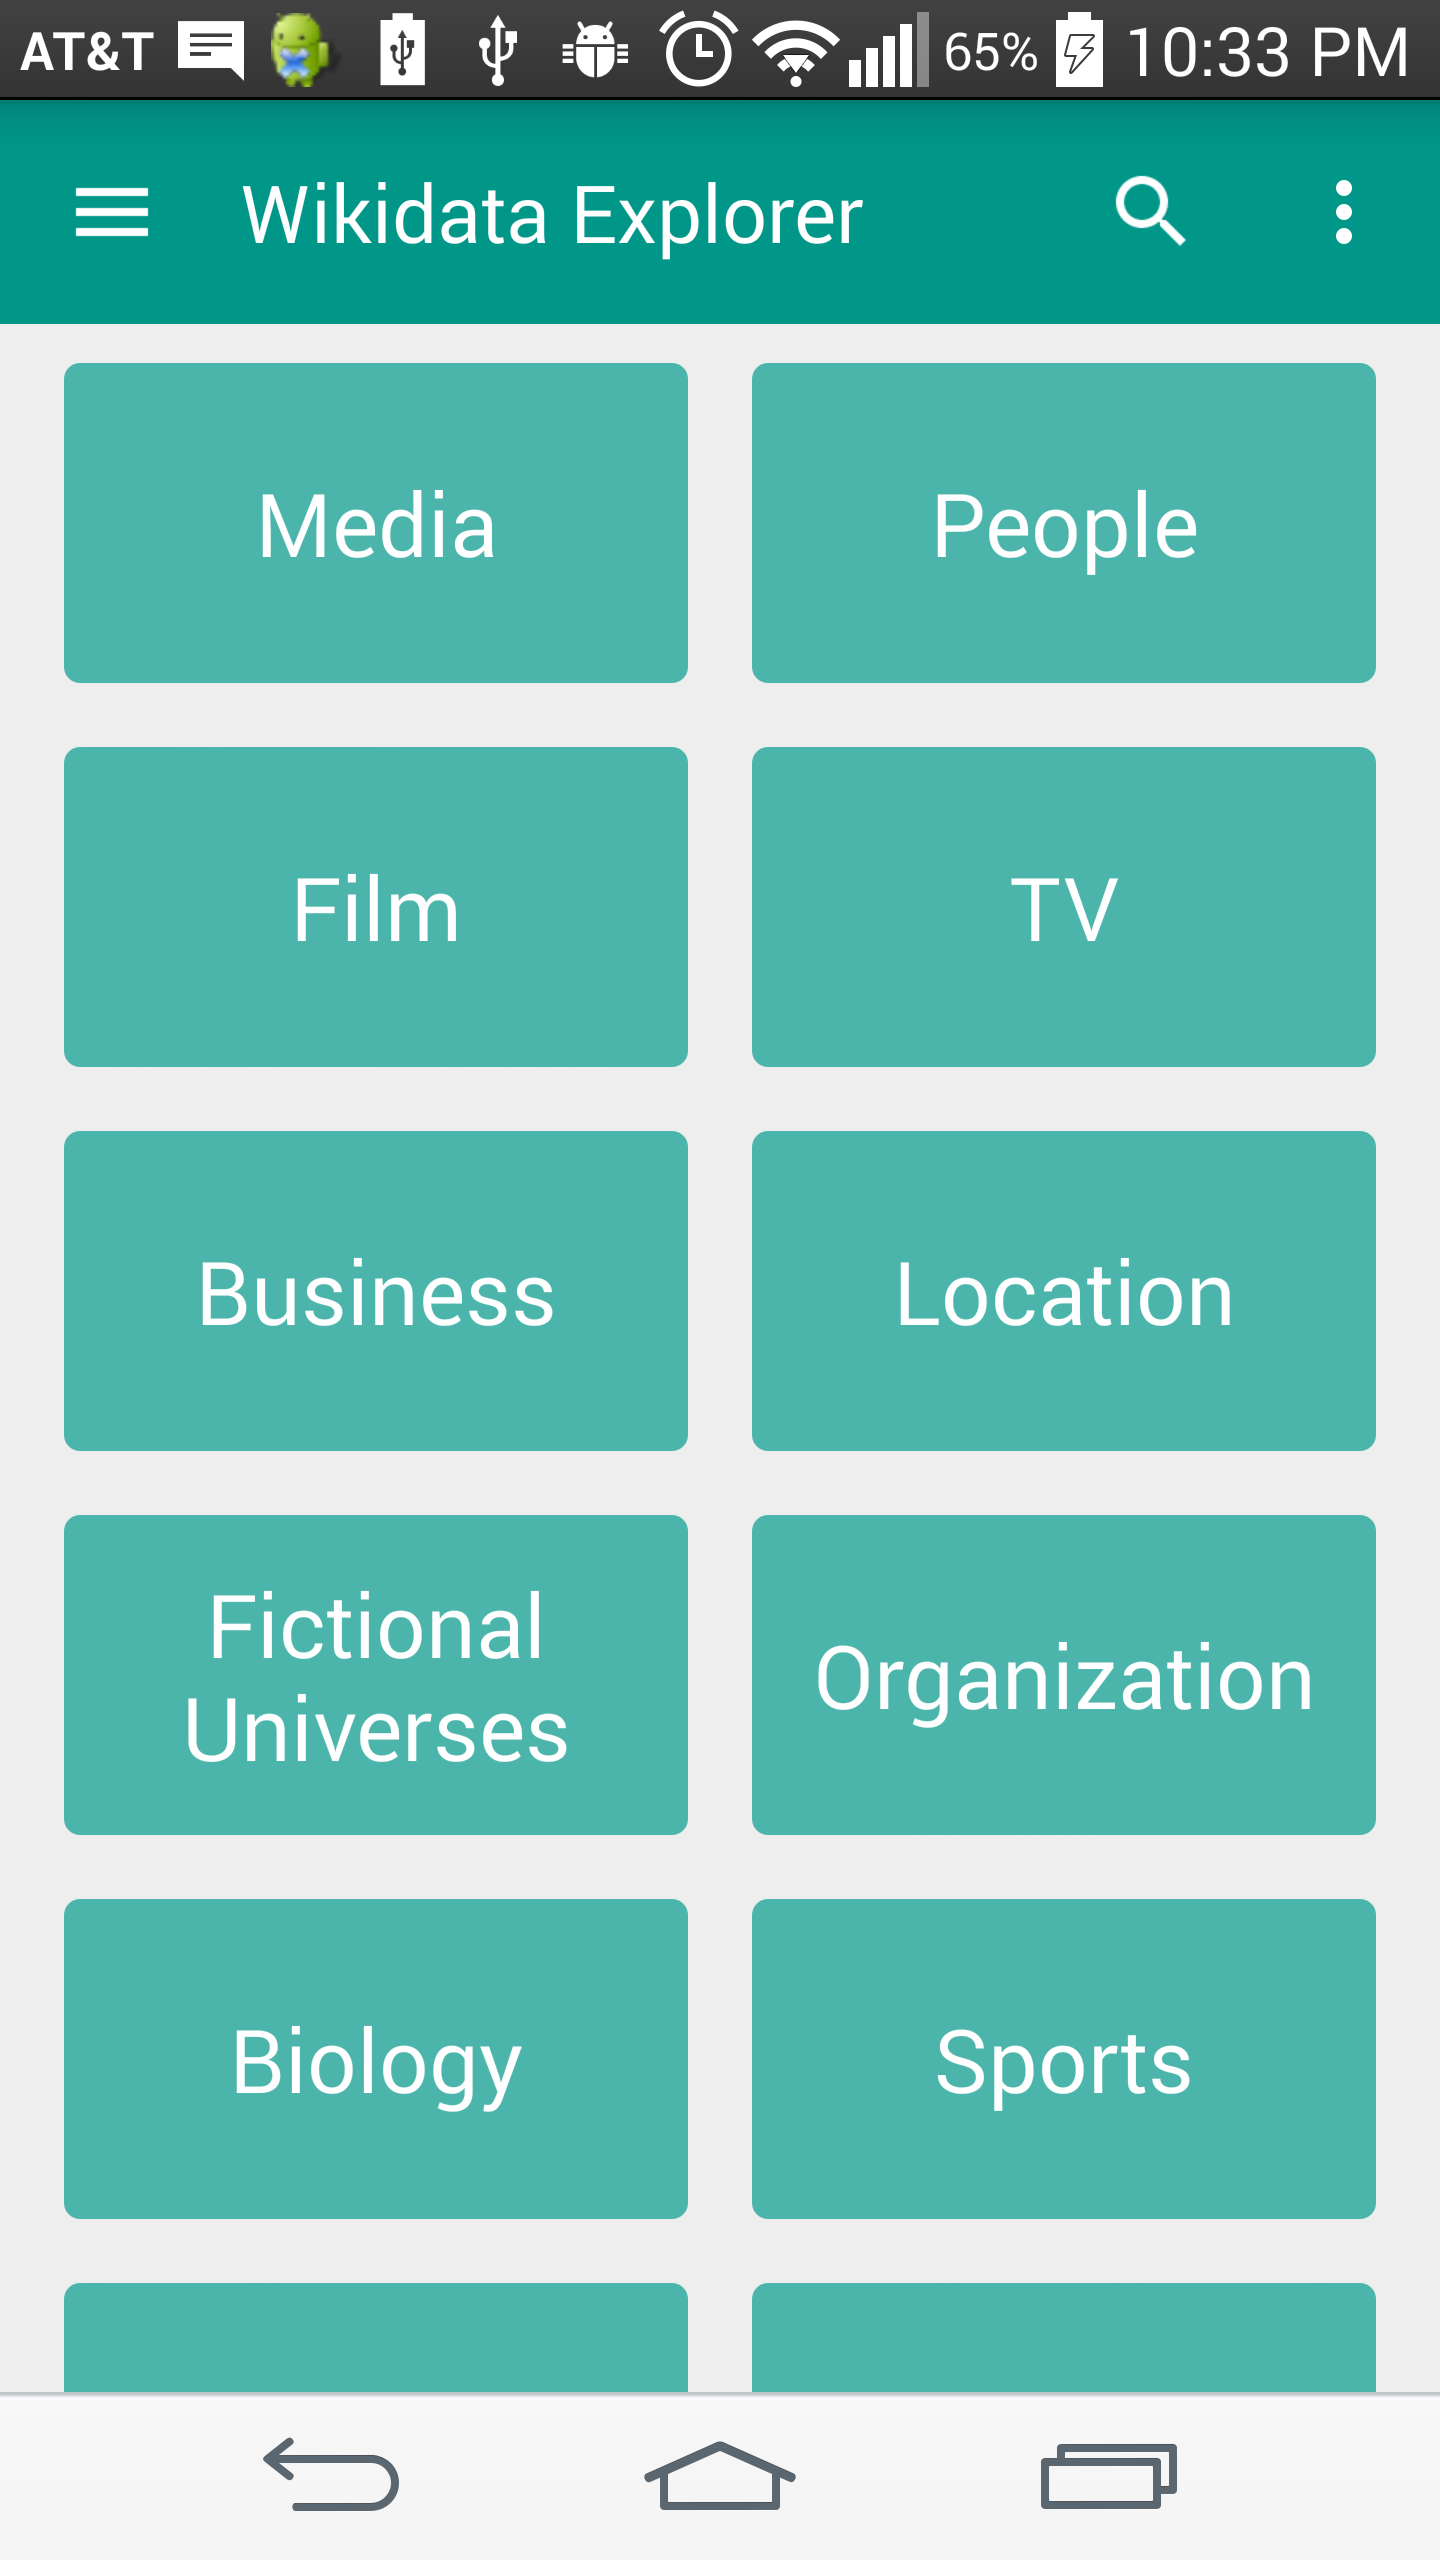 AT&T 65% 10:33 PM
Wikidata Explorer
Media People
Film TV
Business Location
Fictional
Universes
Organization
Biology Sports